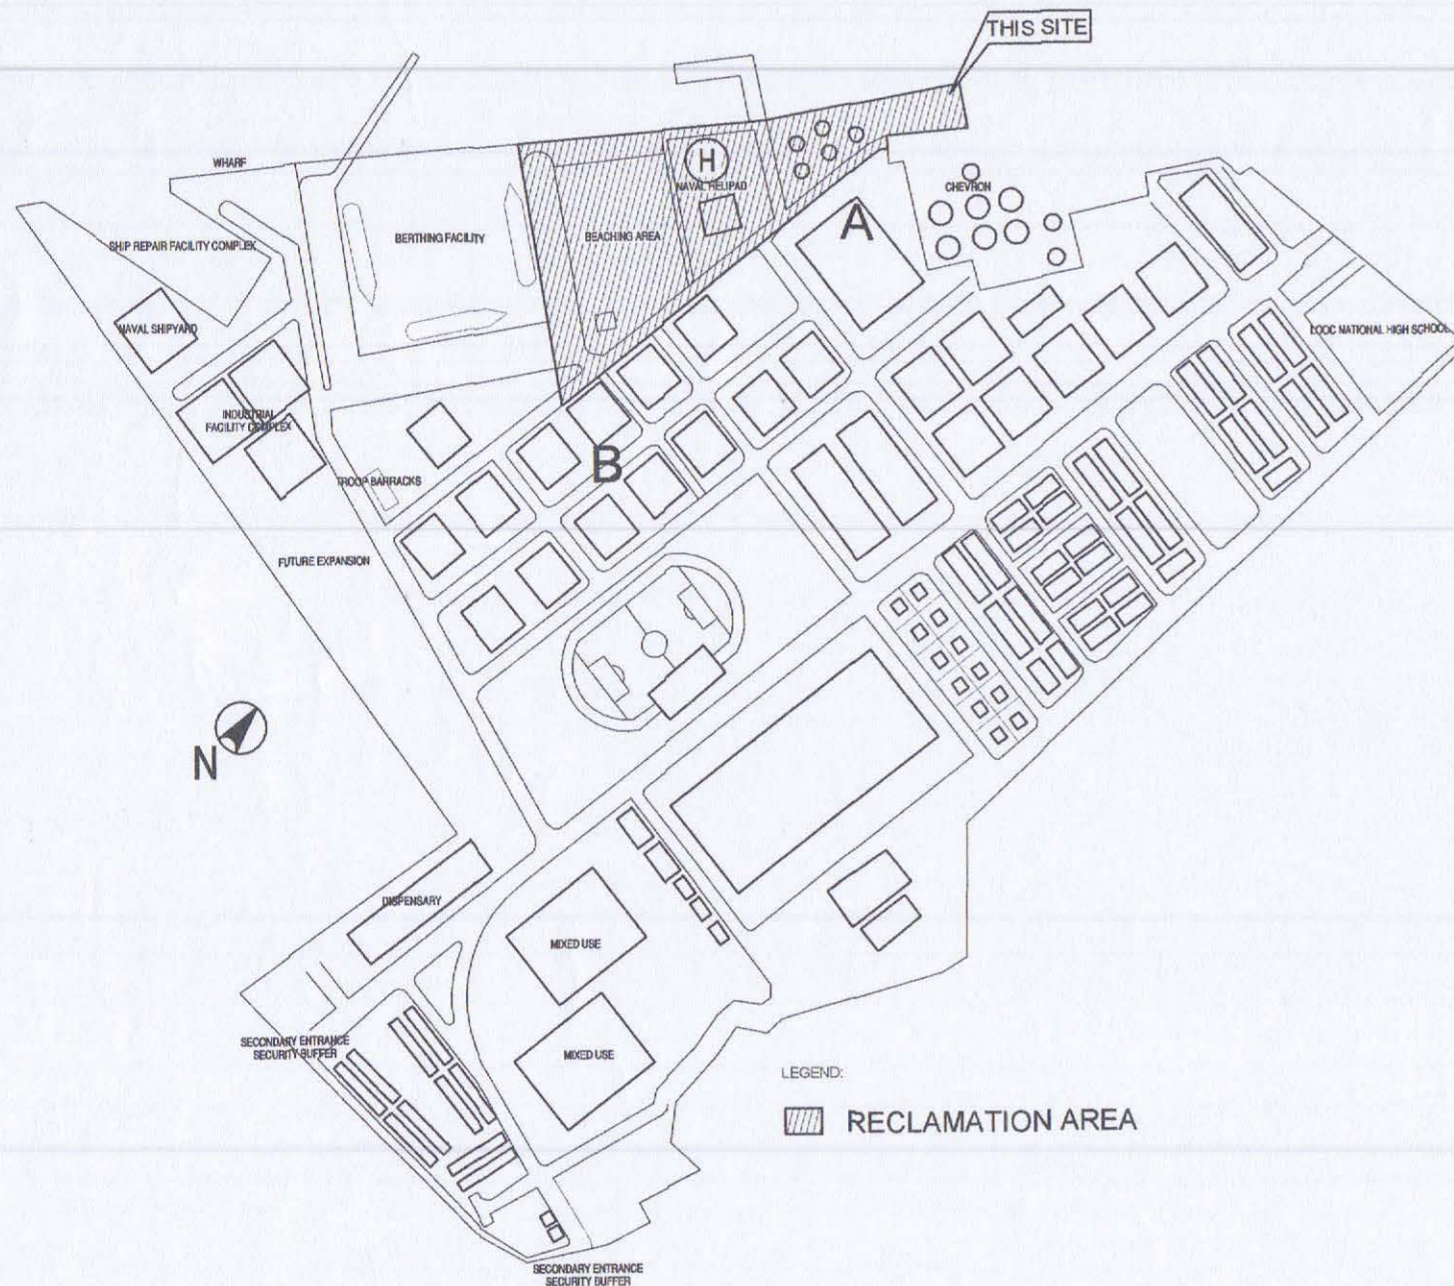 THIS SITE
WHARF
H
NAVAL HELIPAD
CHEVRON
A
SHIP REPAIR FACILITY COMPLEX
BERTHING FACILITY
BEACHING AREA
NAVAL SHIPYARD
LOOC NATIONAL HIGH SCHOOL
INDUSTRIAL
FACILITY COMPLEX
B
TROOP BARRACKS
FUTURE EXPANSION
N
DISPENSARY
MIXED USE
SECONDARY ENTRANCE
SECURITY BUFFER
MIXED USE
LEGEND:
RECLAMATION AREA
SECONDARY ENTRANCE
SECURITY BUFFER